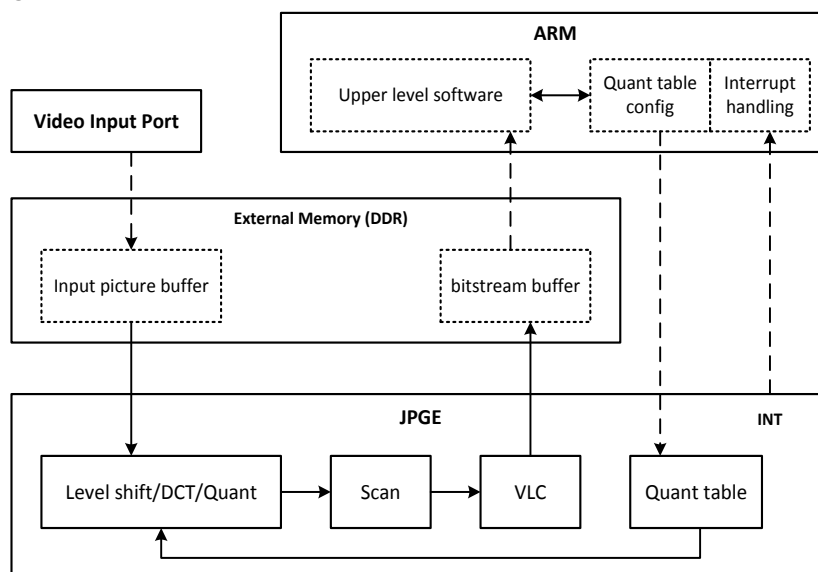 ARM
Upper level software
Quant table
config
Interrupt
handling
Video Input Port
External Memory (DDR)
Input picture buffer
bitstream buffer
JPGE
INT
Level shift/DCT/Quant
Scan
VLC
Quant table